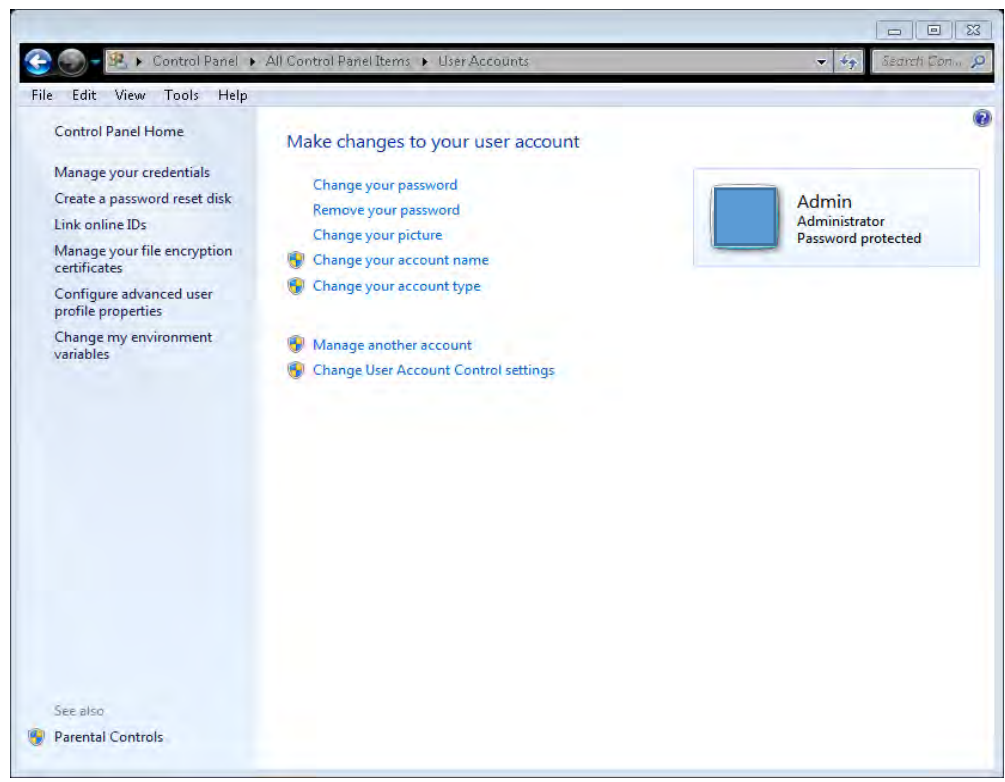 Control Panel ▸ All Control Panel Items ▸ User Accounts
Search Con...
File Edit View Tools Help
Control Panel Home
Manage your credentials
Create a password reset disk
Link online IDs
Manage your file encryption
certificates
Configure advanced user
profile properties
Change my environment
variables
See also
Parental Controls
Make changes to your user account
Change your password
Remove your password
Change your picture
Change your account name
Change your account type
Manage another account
Change User Account Control settings
Admin
Administrator
Password protected